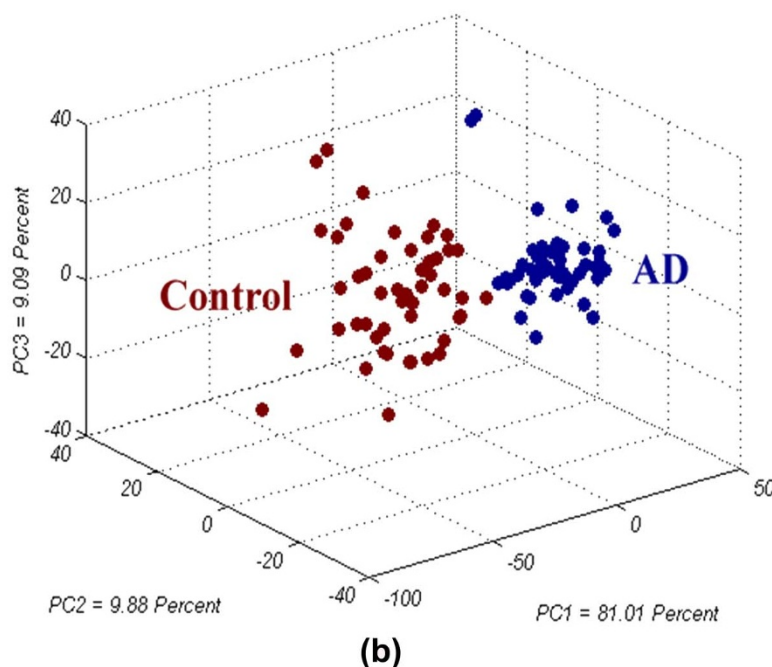 40
20
0
-20
-40
PC3 = 9.09 Percent
Control
AD
40
20
0
-20
-40
PC2 = 9.88 Percent
-100
-50
0
50
PC1 = 81.01 Percent
(b)